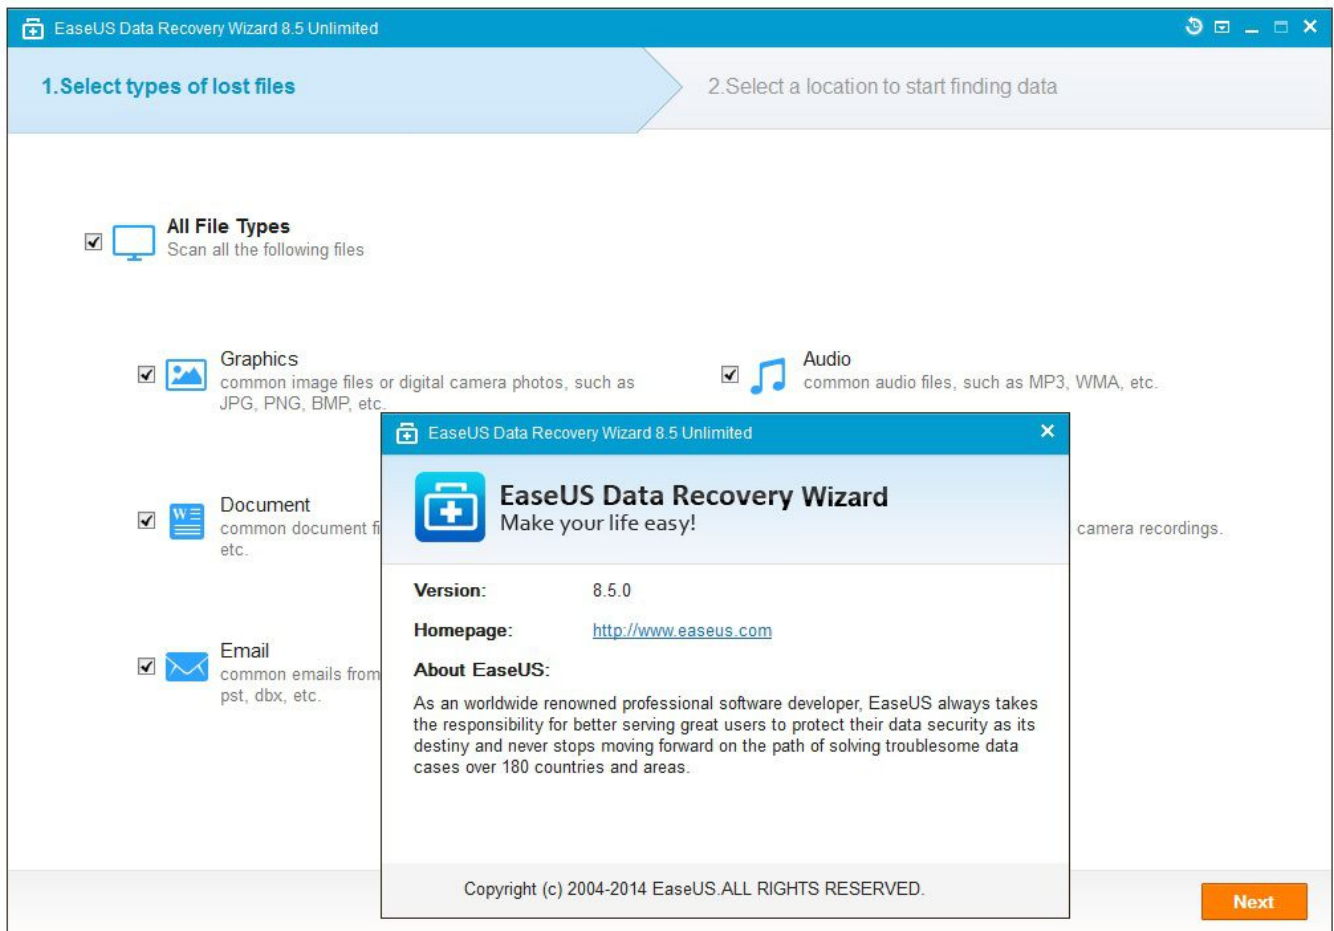 EaseUS Data Recovery Wizard 8.5 Unlimited
1.Select types of lost files
2.Select a location to start finding data
All File Types
Scan all the following files
Graphics
common image files or digital camera photos, such as
JPG, PNG, BMP, etc.
Audio
common audio files, such as MP3, WMA, etc.
Document
common document fi
etc.
camera recordings.
Email
common emails from
pst, dbx, etc.
EaseUS Data Recovery Wizard 8.5 Unlimited
EaseUS Data Recovery Wizard
Make your life easy!
Version: 8.5.0
Homepage: http://www.easeus.com
About EaseUS:
As an worldwide renowned professional software developer, EaseUS always takes
the responsibility for better serving great users to protect their data security as its
destiny and never stops moving forward on the path of solving troublesome data
cases over 180 countries and areas.
Copyright (c) 2004-2014 EaseUS.ALL RIGHTS RESERVED.
Next